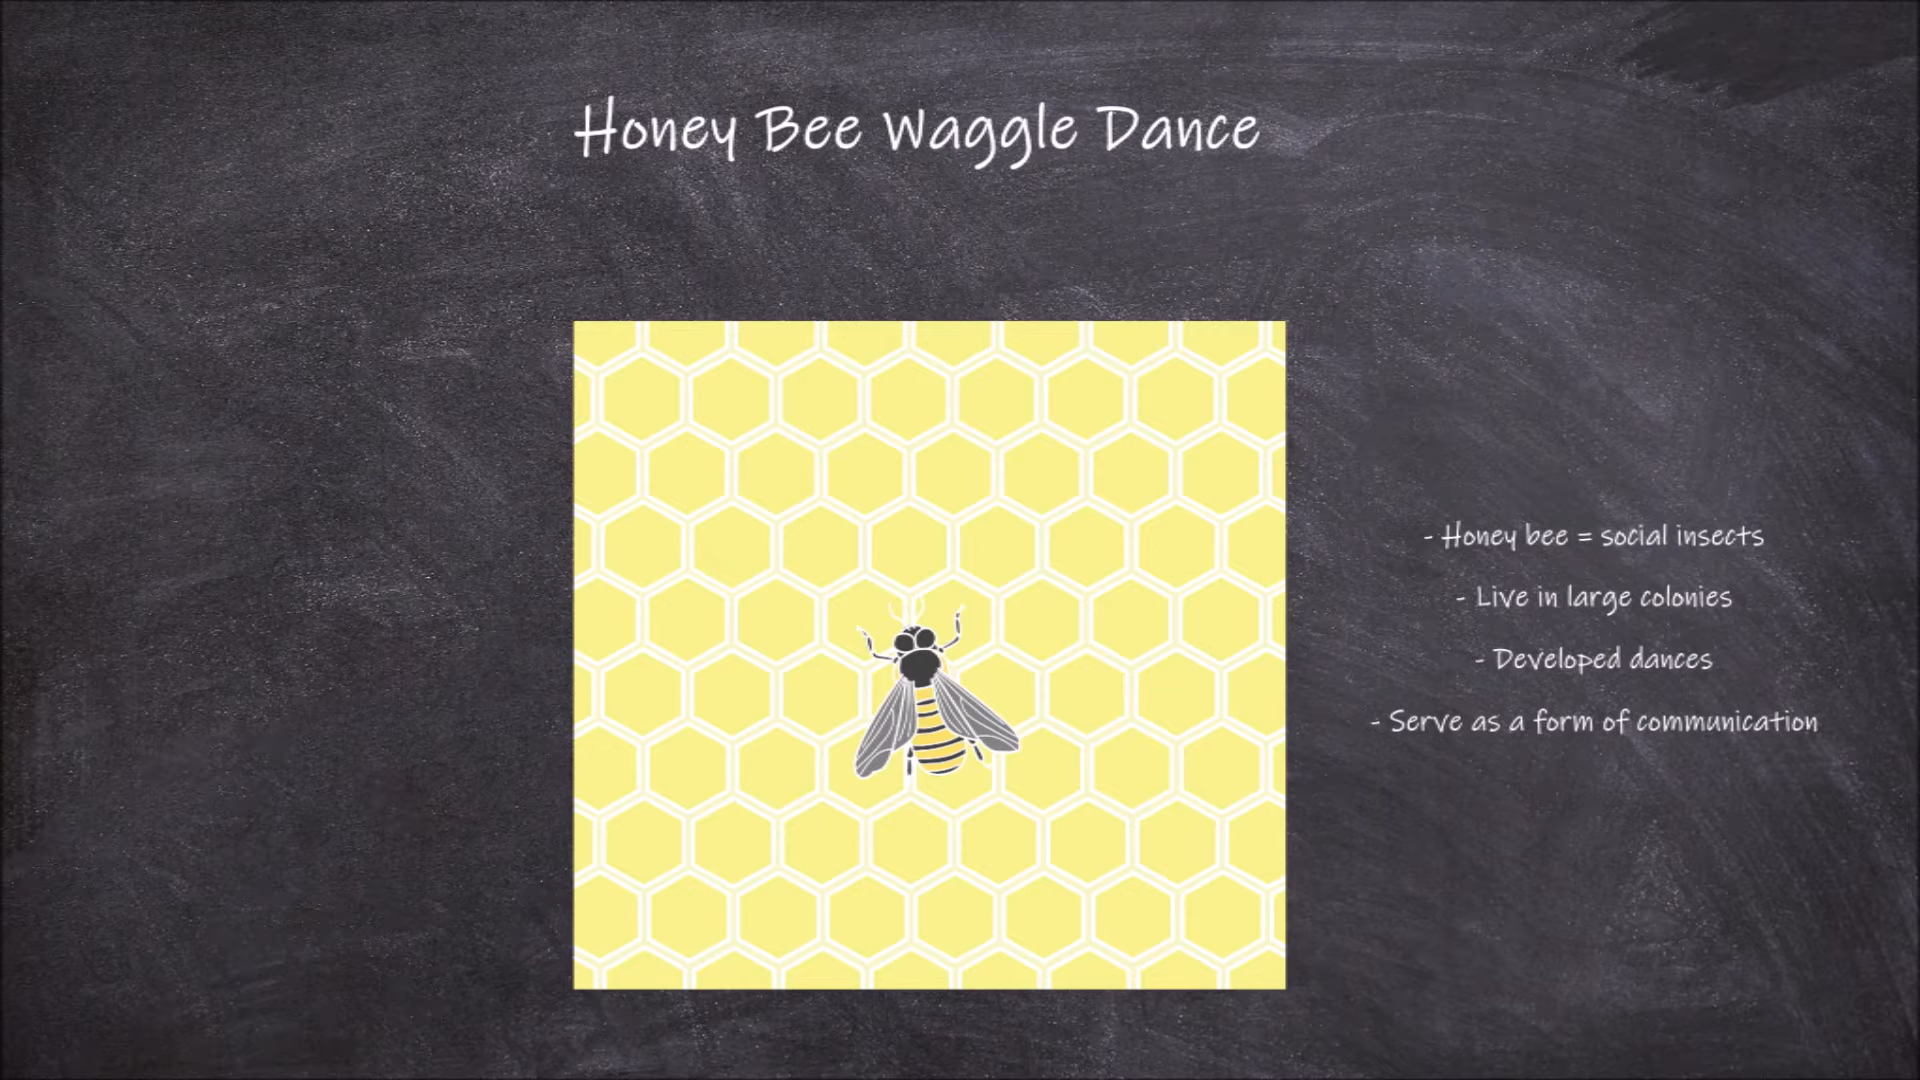 Honey Bee Waggle Dance
- Honey bee = social insects
- Live in large colonies
- Developed dances
- Serve as a form of communication